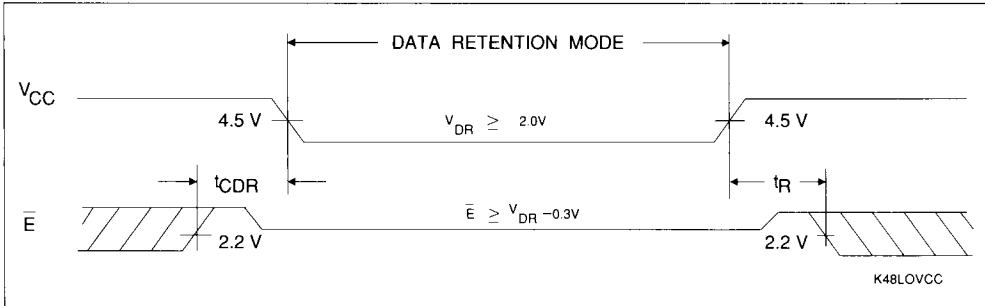 DATA RETENTION MODE
VCC
4.5 V
VDR ≥ 2.0V
4.5 V
tCDR
tR
E̅
E̅ ≥ VDR −0.3V
2.2 V
2.2 V
K48LOVCC